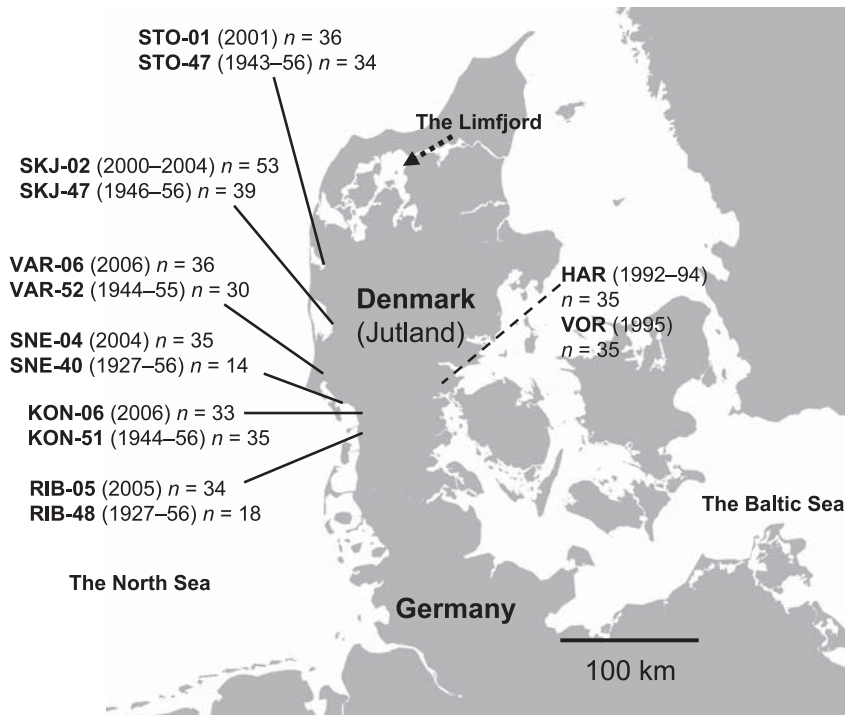 STO-01 (2001) n = 36
STO-47 (1943–56) n = 34
The Limfjord
SKJ-02 (2000–2004) n = 53
SKJ-47 (1946–56) n = 39
VAR-06 (2006) n = 36
VAR-52 (1944–55) n = 30
HAR (1992–94)
n = 35
VOR (1995)
n = 35
Denmark
(Jutland)
SNE-04 (2004) n = 35
SNE-40 (1927–56) n = 14
KON-06 (2006) n = 33
KON-51 (1944–56) n = 35
RIB-05 (2005) n = 34
RIB-48 (1927–56) n = 18
The Baltic Sea
The North Sea
Germany
100 km